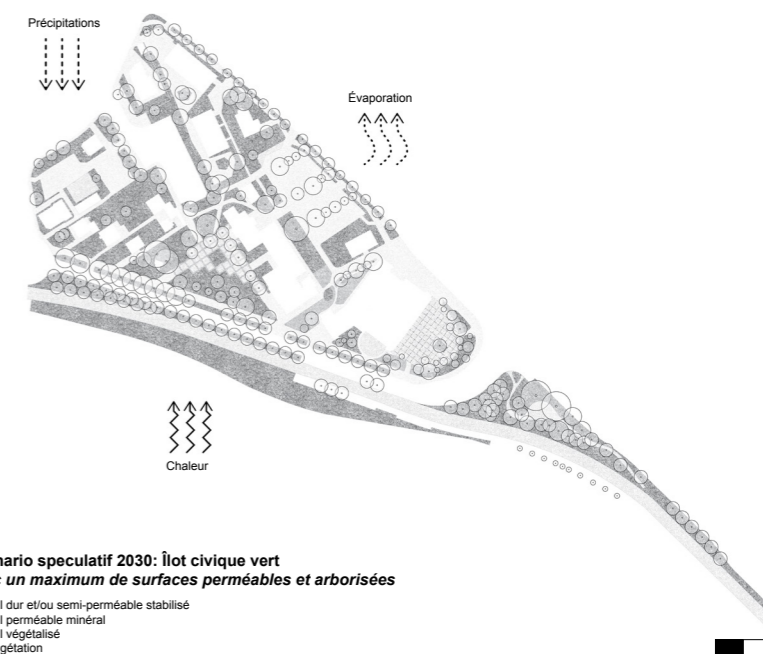 Précipitations
Évaporation
Chaleur
nario speculatif 2030: Îlot civique vert
un maximum de surfaces perméables et arborisées
l dur et/ou semi-perméable stabilisé
l perméable minéral
l végétalisé
gétation